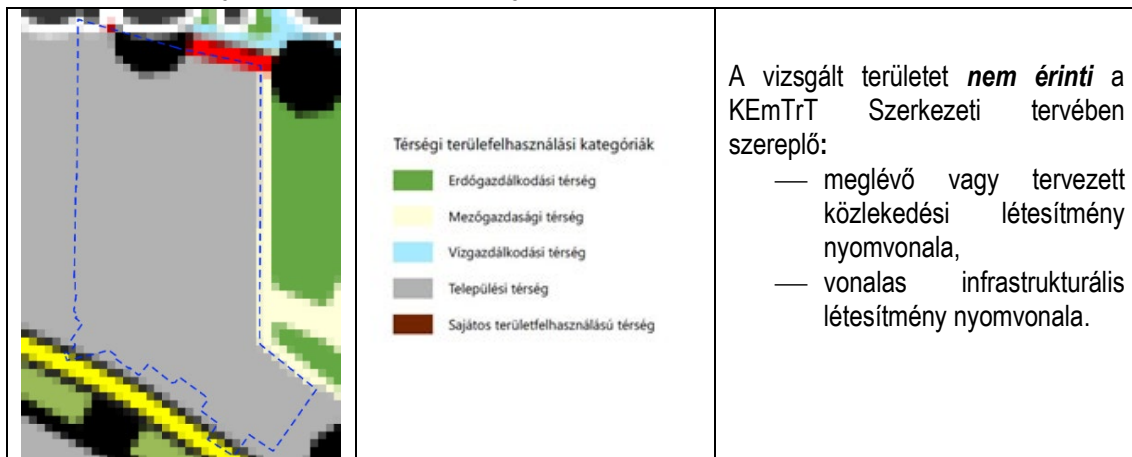 Térségi terülefelhasználási kategóriák
Erdőgazdálkodási térség
Mezőgazdasági térség
Vízgazdálkodási térség
Települési térség
Sajátos területfelhasználású térség
A vizsgált területet nem érinti a
KEmTrT Szerkezeti tervében
szereplő:
— meglévő vagy tervezett
közlekedési létesítmény
nyomvonala,
— vonalas infrastrukturális
létesítmény nyomvonala.